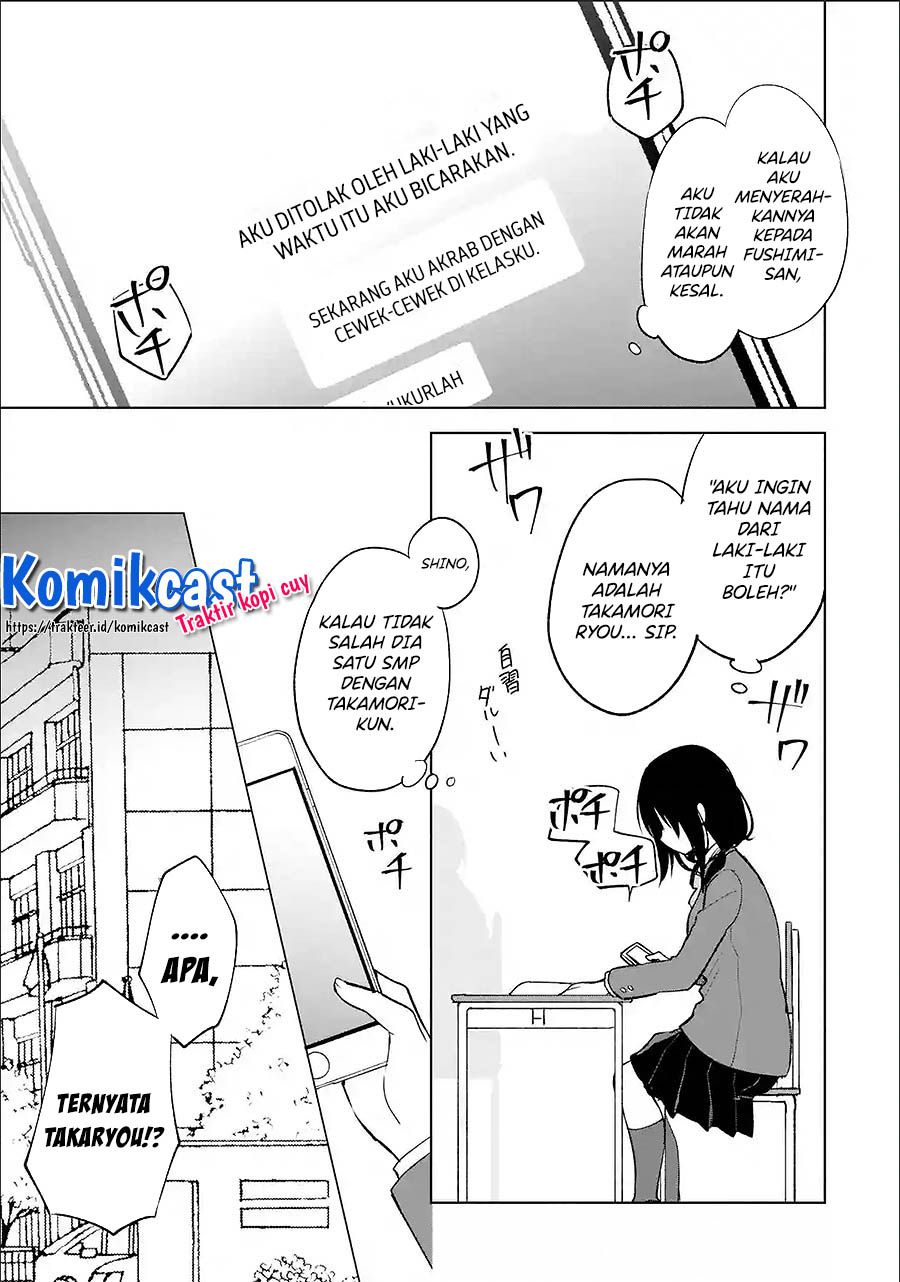 ポチ
KALAU
AKU
MENYERAH-
KANNYA
KEPADA
FUSHIMI-
SAN,
AKU
TIDAK
AKAN
MARAH
ATAUPUN
KESAL.
AKU DITOLAK OLEH LAKI-LAKI YANG
WAKTU ITU AKU BICARAKAN.
SEKARANG AKU AKRAB DENGAN
CEWEK-CEWEK DI KELASKU.
UKURLAH
ポチ
"AKU INGIN
TAHU NAMA
DARI
LAKI-LAKI
ITU
BOLEH?"
NAMANYA
ADALAH
TAKAMORI
RYOU... SIP.
ザワ
ザワ
自習
ダルーい
ポチ
ポチ
SHINO,
KALAU TIDAK
SALAH DIA
SATU SMP
DENGAN
TAKAMORI-
KUN.
ポチ
Komikcast
Traktir kopi cuy
https://trakteer.id/komikcast
....
APA,
TERNYATA
TAKARYOU!?